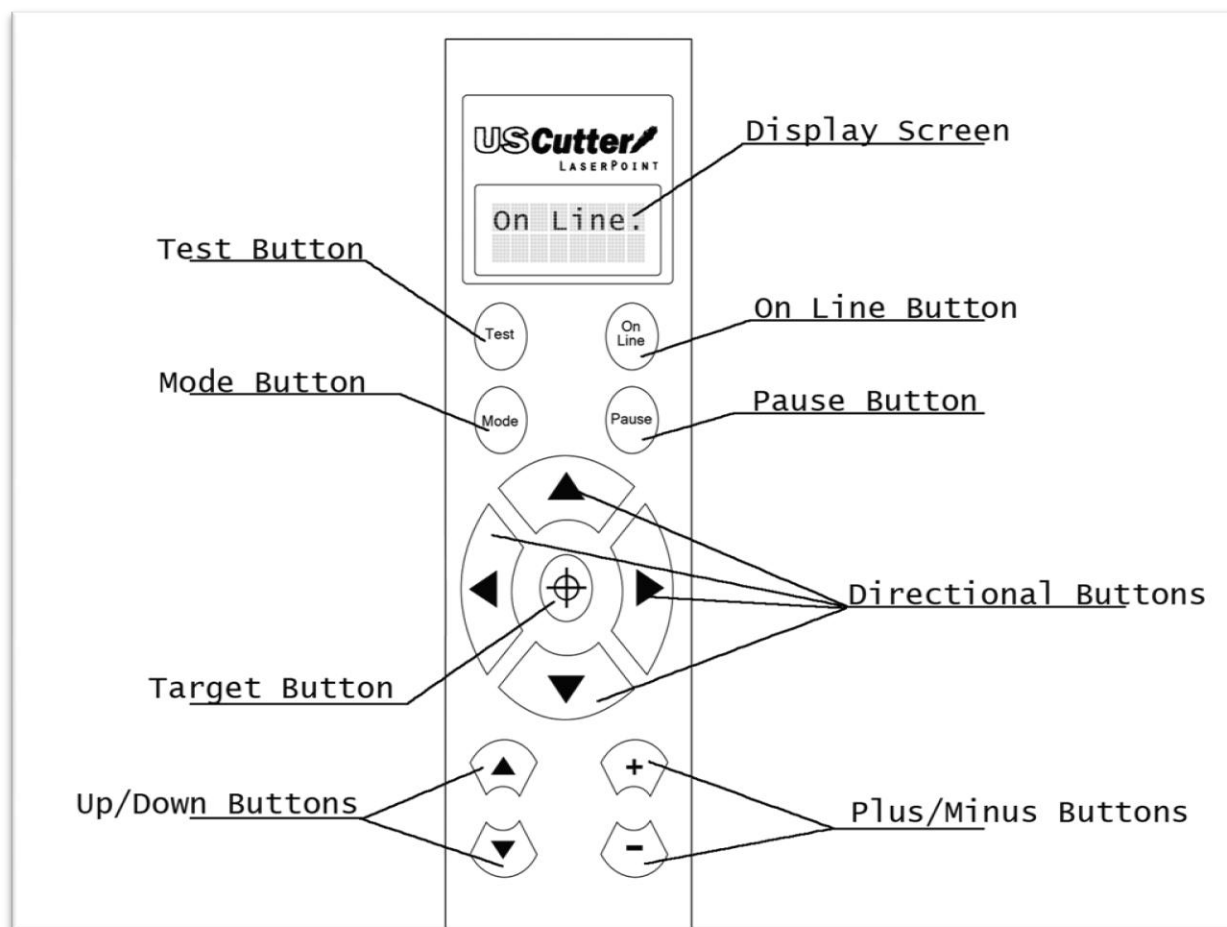 USCutter
LASERPOINT
Display Screen
On Line.
Test Button
On Line Button
Test
On
Line
Mode Button
Pause Button
Mode
Pause
Directional Buttons
Target Button
Up/Down Buttons
+
Plus/Minus Buttons
-